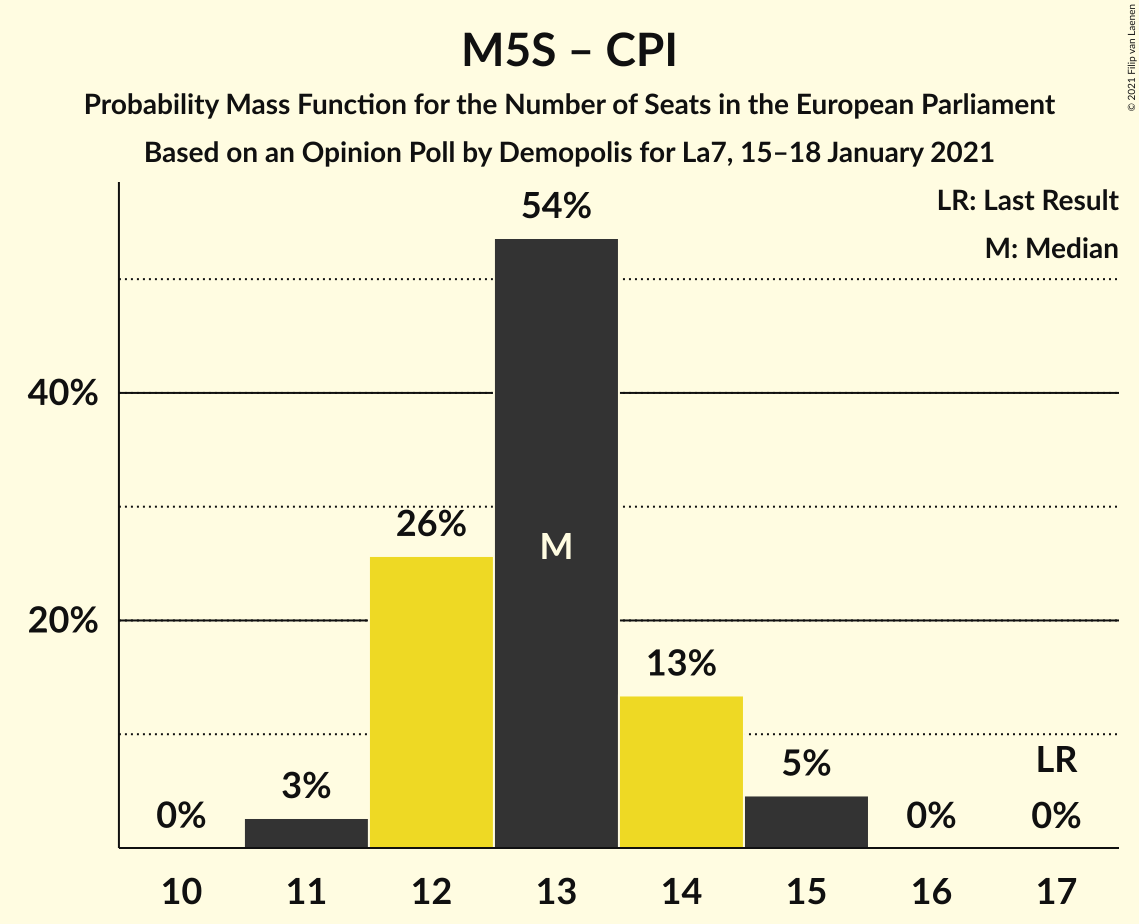 M5S – CPI
Probability Mass Function for the Number of Seats in the European Parliament
Based on an Opinion Poll by Demopolis for La7, 15–18 January 2021
© 2021 Filip van Laenen
LR: Last Result
M: Median
40%
20%
0%
3%
26%
54%
M
13%
5%
0%
LR
0%
10 11 12 13 14 15 16 17